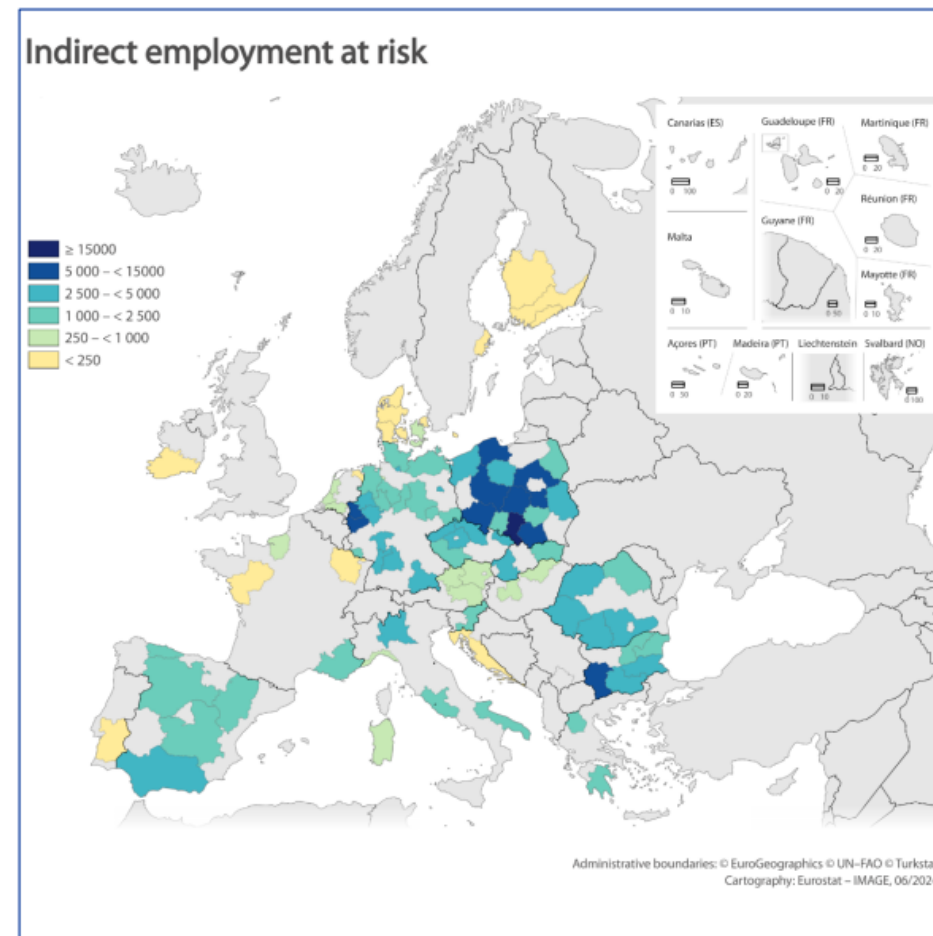 Indirect employment at risk
Canarias (ES)
0 100
Guadeloupe (FR)
0 20
Martinique (FR)
0 20
Réunion (FR)
0 20
Malta
0 10
Guyane (FR)
0 50
Mayotte (FR)
0 10
Açores (PT)
0 50
Madeira (PT)
0 20
Liechtenstein
0 10
Svalbard (NO)
0 100
≥ 15000
5 000 – < 15000
2 500 – < 5 000
1 000 – < 2 500
250 – < 1 000
< 250
Administrative boundaries: © EuroGeographics © UN–FAO © Turksta
Cartography: Eurostat – IMAGE, 06/202